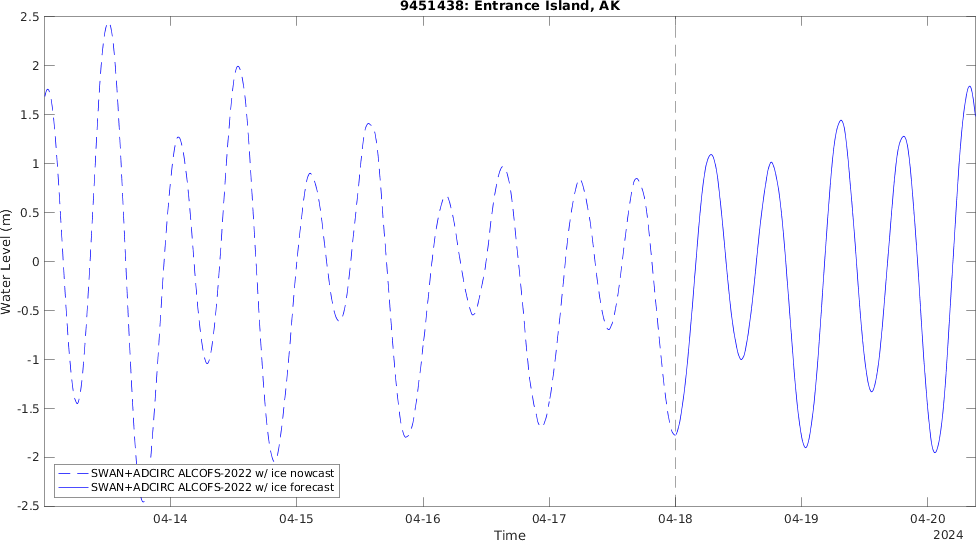 9451438: Entrance Island, AK
2.5
2
1.5
1
0.5
0
-0.5
-1
-1.5
-2
-2.5
Water Level (m)
SWAN+ADCIRC ALCOFS-2022 w/ ice nowcast
SWAN+ADCIRC ALCOFS-2022 w/ ice forecast
04-14 04-15 04-16 04-17 04-18 04-19 04-20
Time
2024